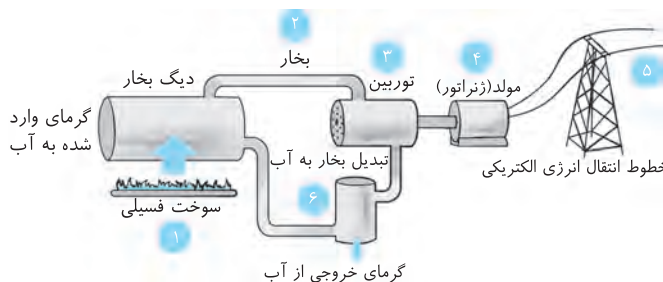 ۲
بخار
۳
توربین
۴
مولد(ژنراتور)
۵
دیگ بخار
گرمای وارد
شده به آب
تبدیل بخار به آب
خطوط انتقال انرژی الکتریکی
سوخت فسیلی
۱
۶
گرمای خروجی از آب